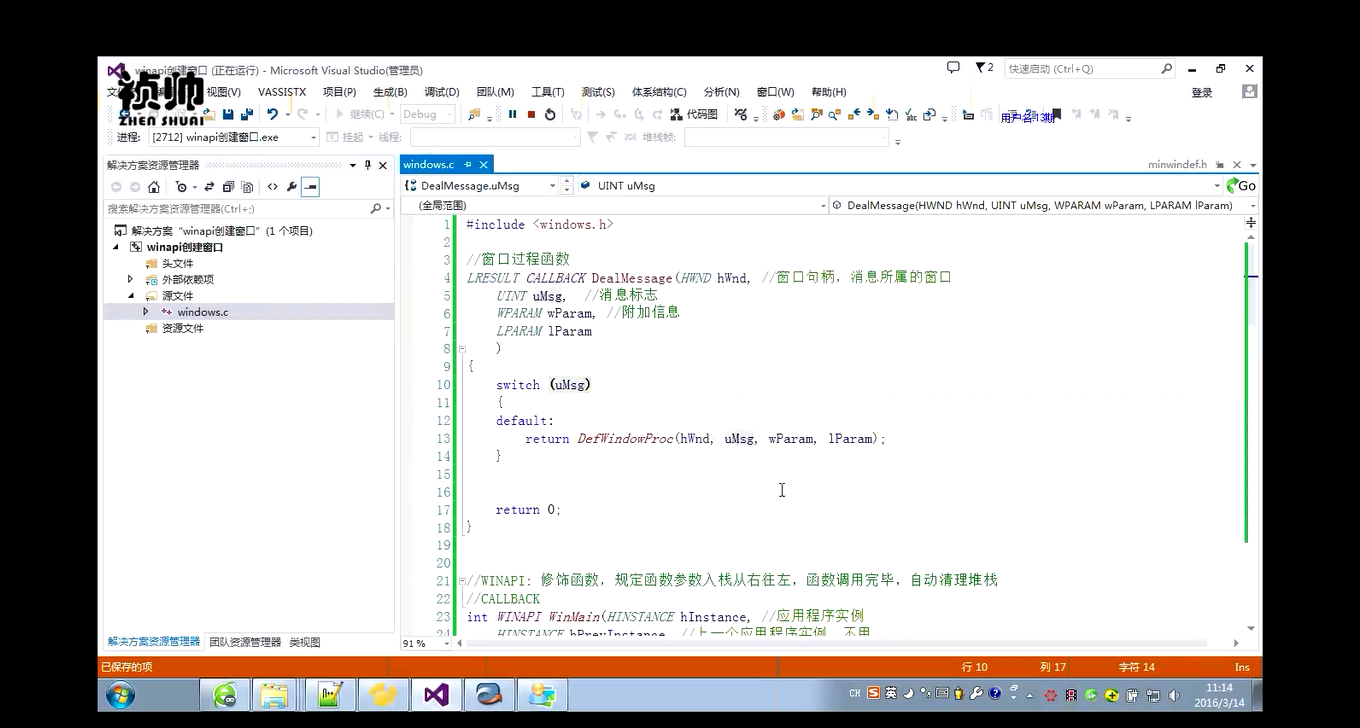 winapi创建窗口 (正在运行) - Microsoft Visual Studio(管理员)
2
快速启动 (Ctrl+Q)
祯帅
ZHEN SHUAI
视图(V) VASSISTX 项目(P) 生成(B) 调试(D) 团队(M) 工具(T) 测试(S) 体系结构(C) 分析(N) 窗口(W) 帮助(H)
登录
继续(C)
Debug
代码图
进程: [2712] winapi创建窗口.exe
挂起
线程:
堆栈帧:
解决方案资源管理器
windows.c
minwindef.h
DealMessage.uMsg
UINT uMsg
Go
搜索解决方案资源管理器(Ctrl+;)
(全局范围)
DealMessage(HWND hWnd, UINT uMsg, WPARAM wParam, LPARAM lParam)
解决方案 "winapi创建窗口" (1 个项目)
winapi创建窗口
头文件
外部依赖项
源文件
windows.c
资源文件
1 #include <windows.h>
2
3 //窗口过程函数
4 LRESULT CALLBACK DealMessage(HWND hWnd, //窗口句柄, 消息所属的窗口
5 UINT uMsg, //消息标志
6 WPARAM wParam, //附加信息
7 LPARAM lParam
8 )
9 {
10 switch (uMsg)
11 {
12 default:
13 return DefWindowProc(hWnd, uMsg, wParam, lParam);
14 }
15
16
17 return 0;
18 }
19
20
21 //WINAPI: 修饰函数, 规定函数参数入栈从右往左, 函数调用完毕, 自动清理堆栈
22 //CALLBACK
23 int WINAPI WinMain(HINSTANCE hInstance, //应用程序实例
24 HINSTANCE hPrevInstance, //上一个应用程序实例, 不用
解决方案资源管理器 团队资源管理器 类视图
91 %
已保存的项
行 10
列 17
字符 14
Ins
CH
英
11:14
2016/3/14